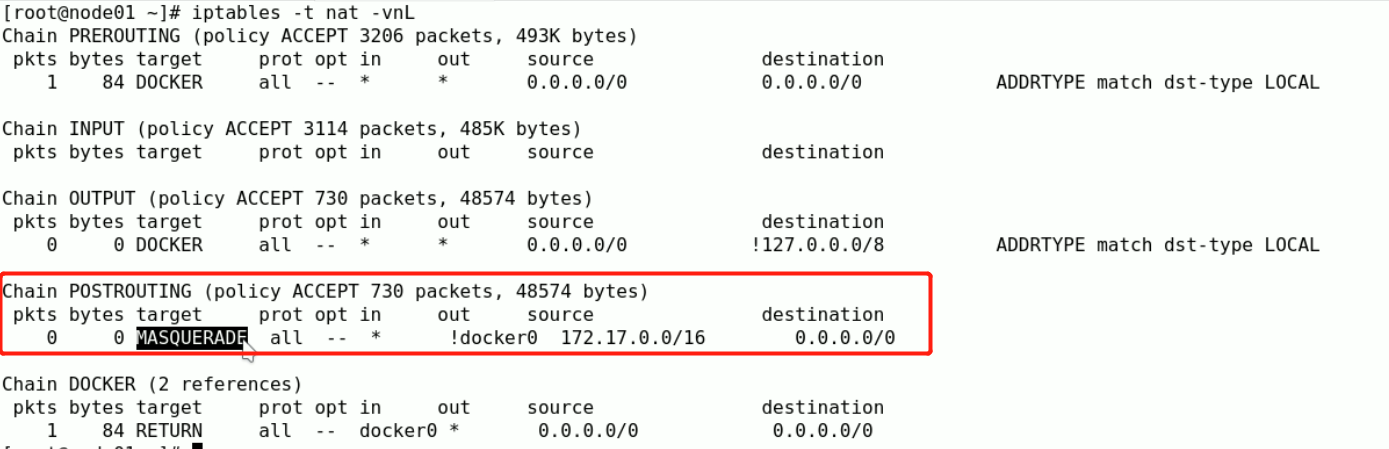 [root@node01 ~]# iptables -t nat -vnL
Chain PREROUTING (policy ACCEPT 3206 packets, 493K bytes)
 pkts bytes target     prot opt in     out     source               destination
    1    84 DOCKER     all  --  *      *       0.0.0.0/0            0.0.0.0/0            ADDRTYPE match dst-type LOCAL

Chain INPUT (policy ACCEPT 3114 packets, 485K bytes)
 pkts bytes target     prot opt in     out     source               destination

Chain OUTPUT (policy ACCEPT 730 packets, 48574 bytes)
 pkts bytes target     prot opt in     out     source               destination
    0     0 DOCKER     all  --  *      *       0.0.0.0/0           !127.0.0.0/8          ADDRTYPE match dst-type LOCAL

Chain POSTROUTING (policy ACCEPT 730 packets, 48574 bytes)
 pkts bytes target     prot opt in     out     source               destination
    0     0 MASQUERADE  all  --  *      !docker0  172.17.0.0/16        0.0.0.0/0

Chain DOCKER (2 references)
 pkts bytes target     prot opt in     out     source               destination
    1    84 RETURN     all  --  docker0 *       0.0.0.0/0            0.0.0.0/0